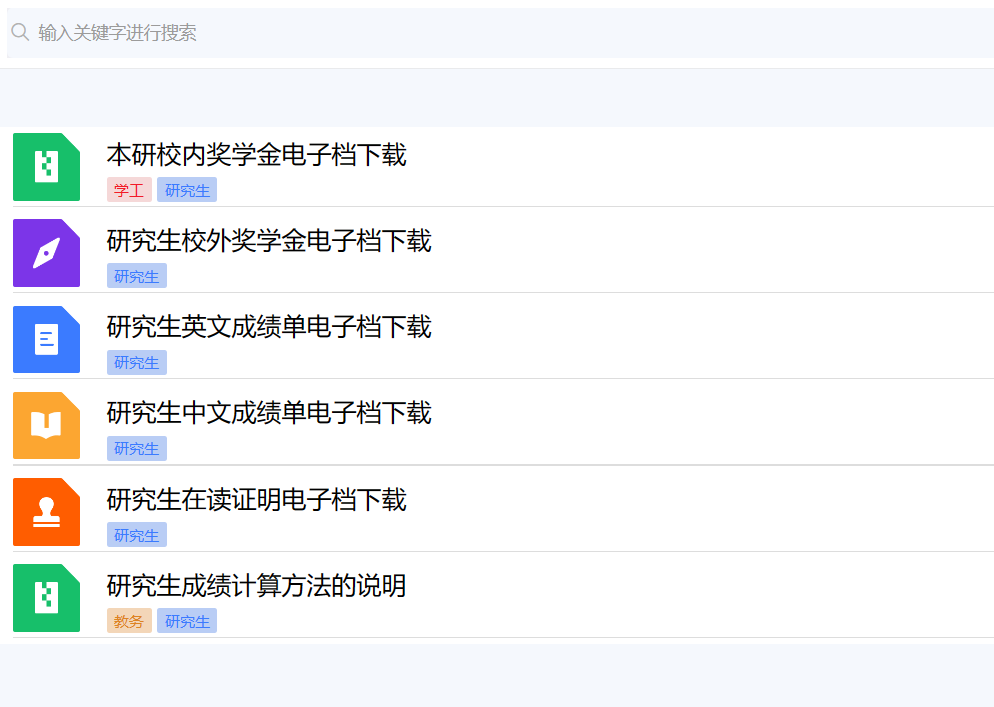 输入关键字进行搜索
本研校内奖学金电子档下载
学工 研究生
研究生校外奖学金电子档下载
研究生
研究生英文成绩单电子档下载
研究生
研究生中文成绩单电子档下载
研究生
研究生在读证明电子档下载
研究生
研究生成绩计算方法的说明
教务 研究生